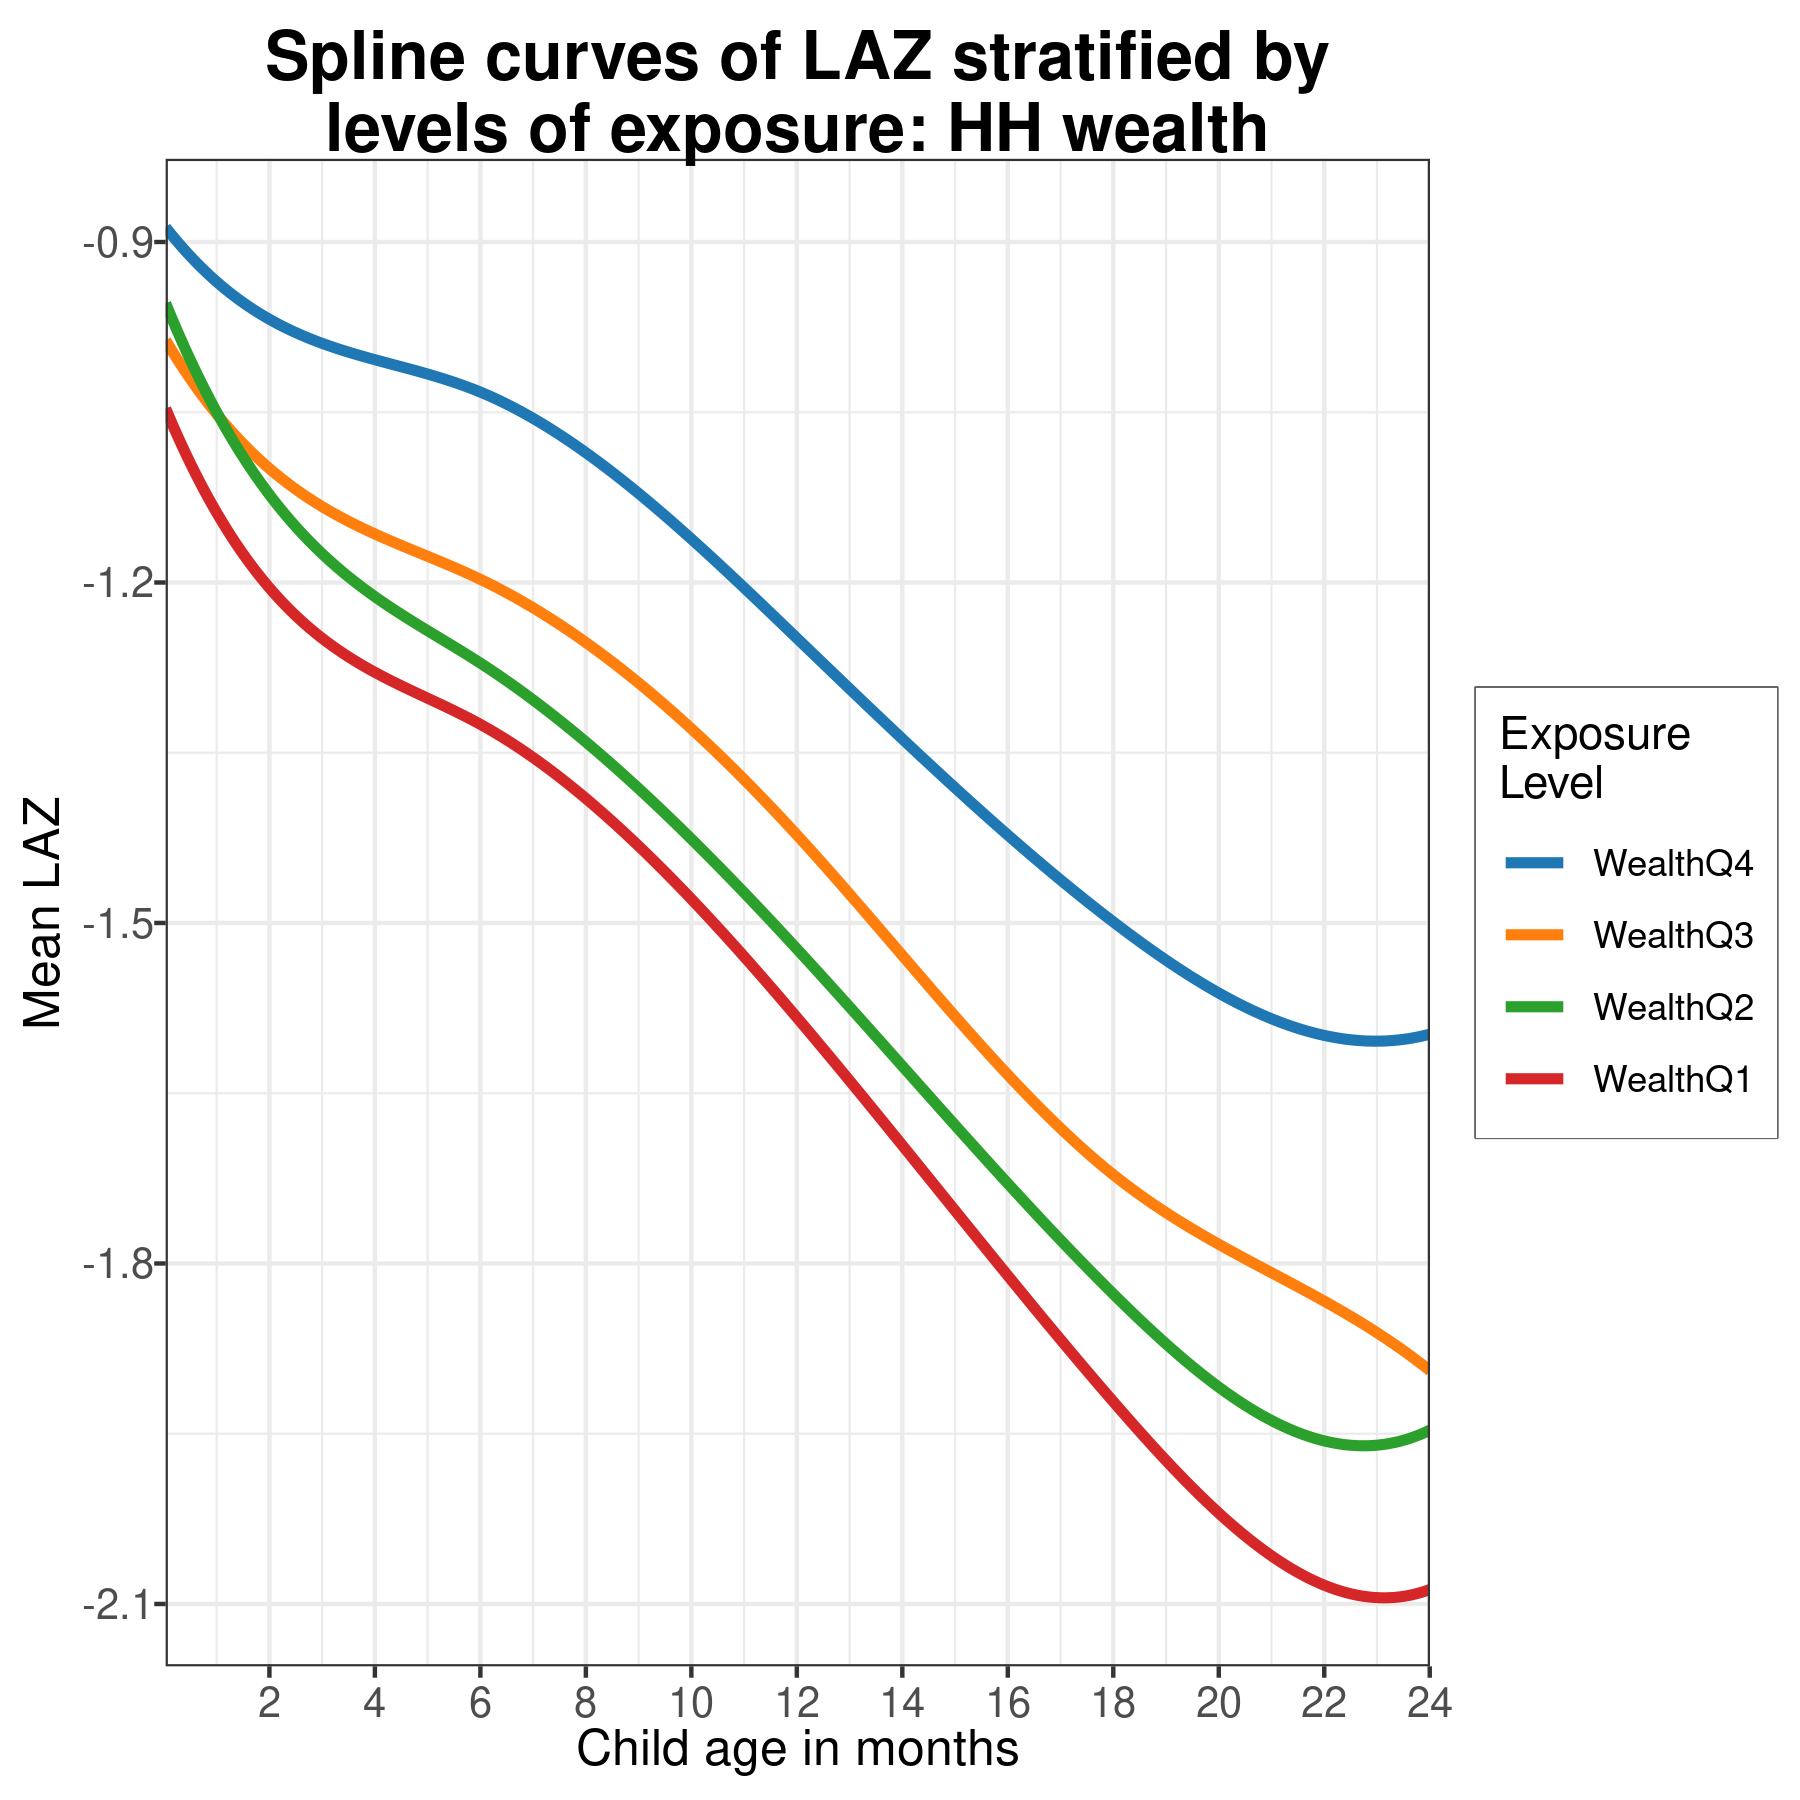 Spline curves of LAZ stratified by
levels of exposure: HH wealth
Mean LAZ
-0.9
-1.2
-1.5
-1.8
-2.1
2 4 6 8 10 12 14 16 18 20 22 24
Child age in months
Exposure
Level
WealthQ4
WealthQ3
WealthQ2
WealthQ1